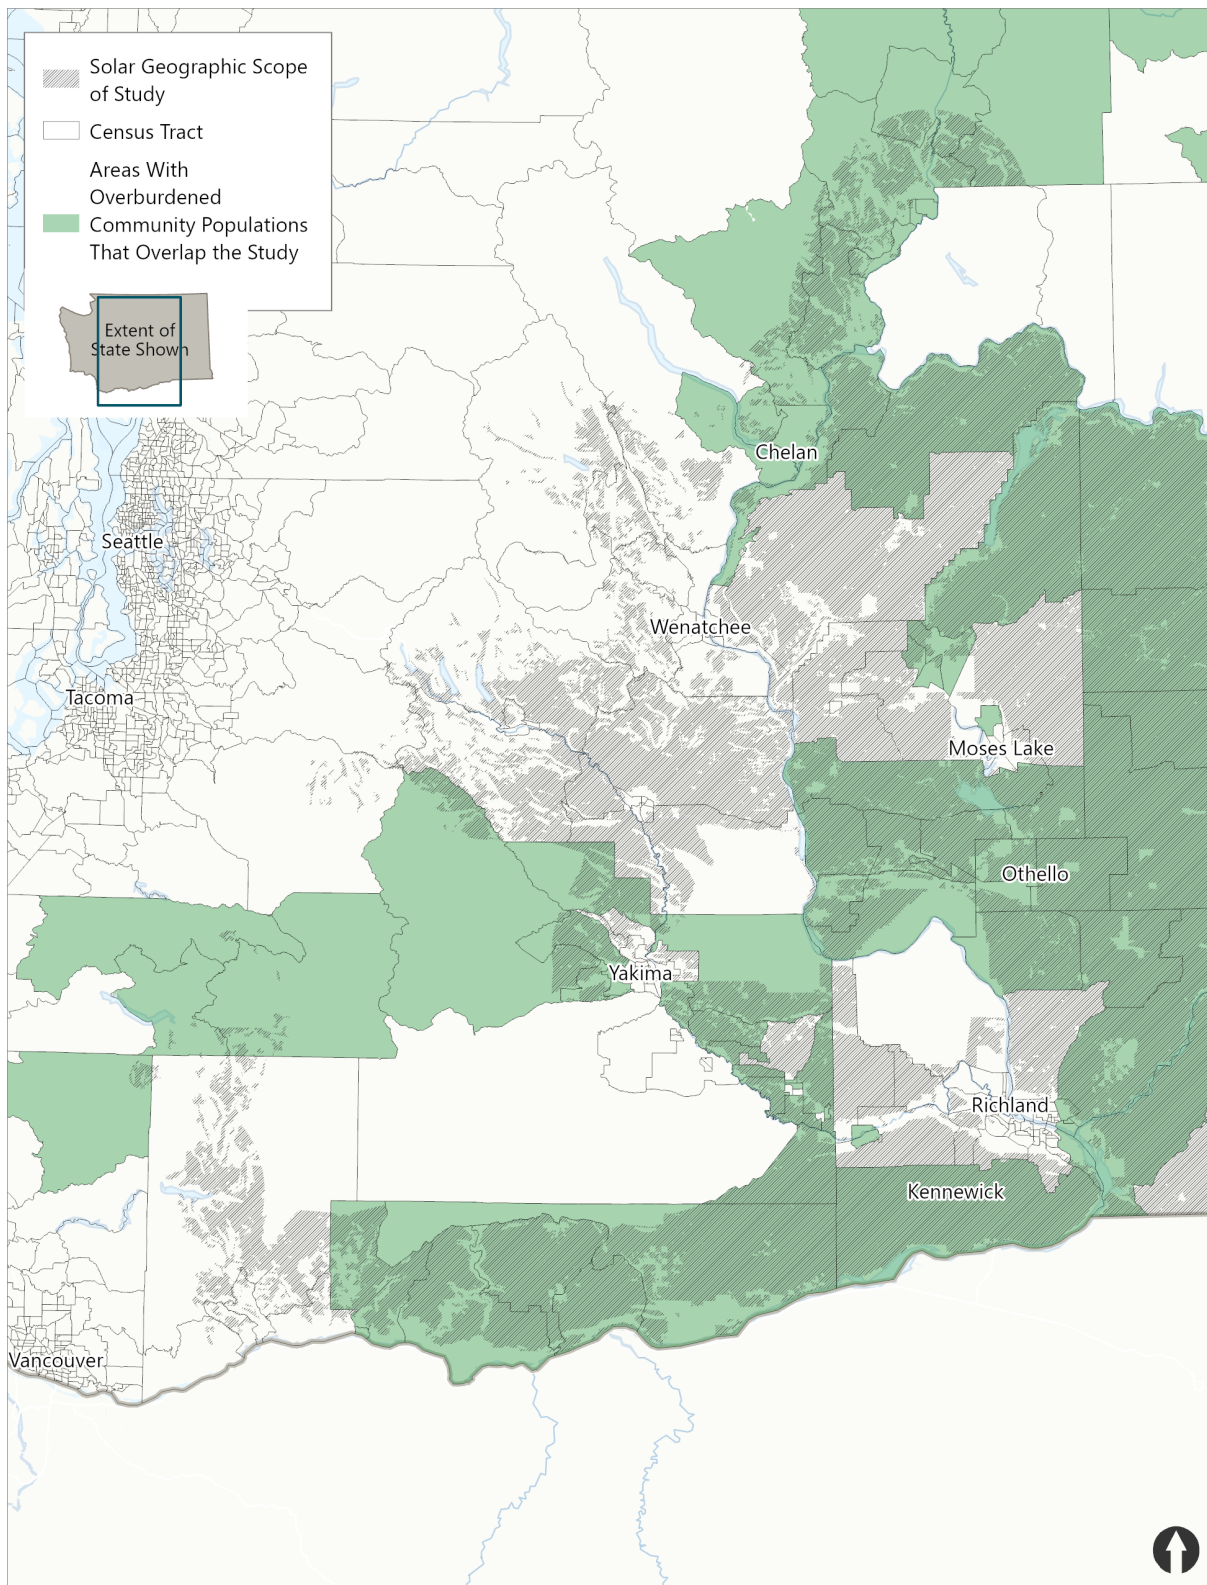 Solar Geographic Scope
of Study
Census Tract
Areas With
Overburdened
Community Populations
That Overlap the Study
Extent of
State Shown
Chelan
Seattle
Wenatchee
Tacoma
Moses Lake
Othello
Yakima
Richland
Kennewick
Vancouver